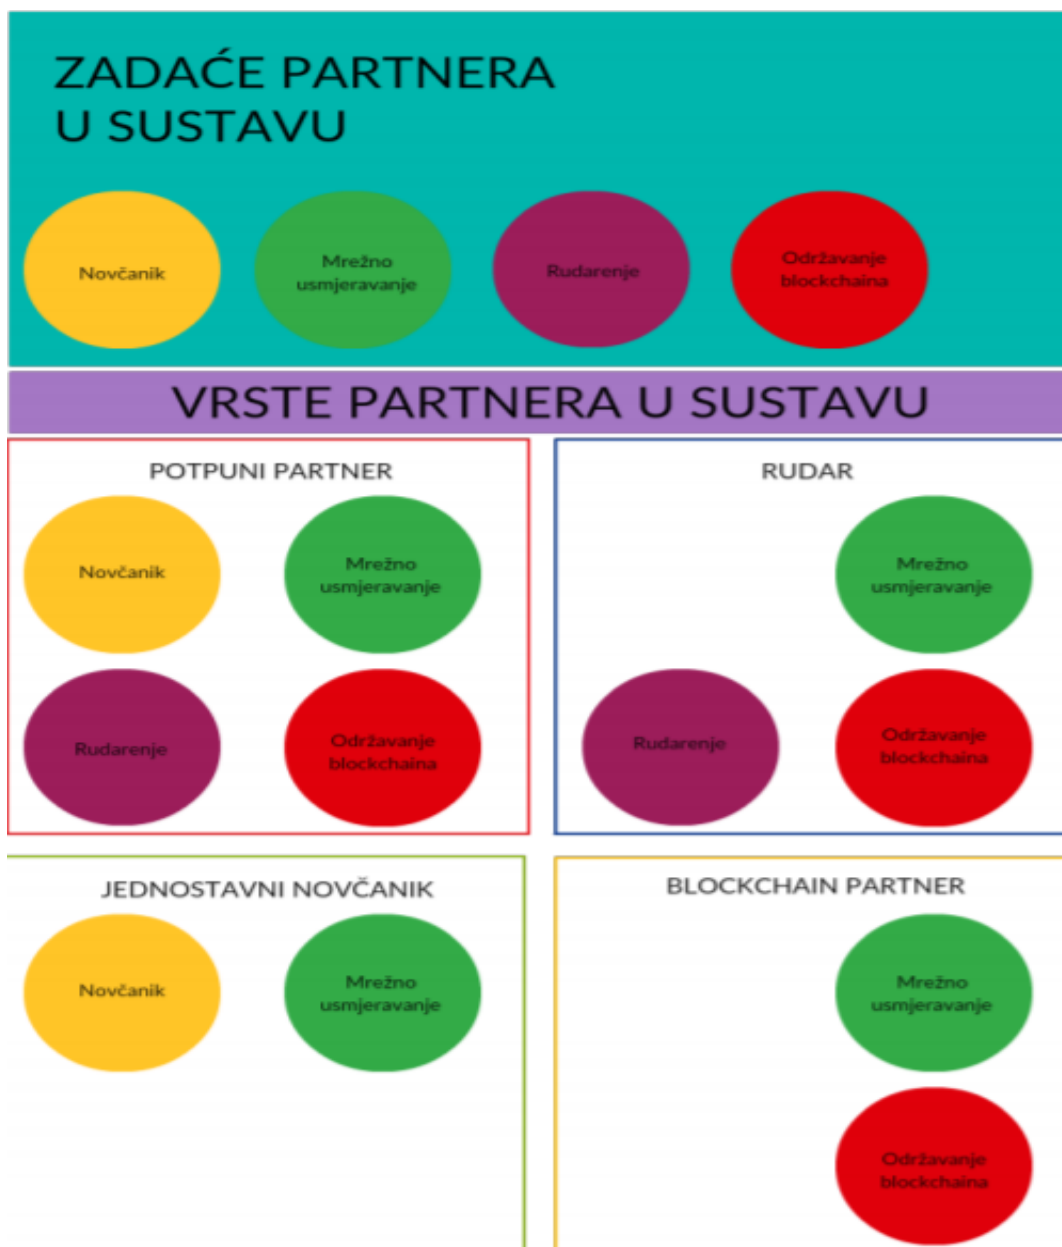 ZADAĆE PARTNERA
U SUSTAVU
Novčanik
Mrežno
usmjeravanje
Rudarenje
Održavanje
blockchaina
VRSTE PARTNERA U SUSTAVU
POTPUNI PARTNER
Novčanik
Mrežno
usmjeravanje
Rudarenje
Održavanje
blockchaina
RUDAR
Mrežno
usmjeravanje
Rudarenje
Održavanje
blockchaina
JEDNOSTAVNI NOVČANIK
Novčanik
Mrežno
usmjeravanje
BLOCKCHAIN PARTNER
Mrežno
usmjeravanje
Održavanje
blockchaina